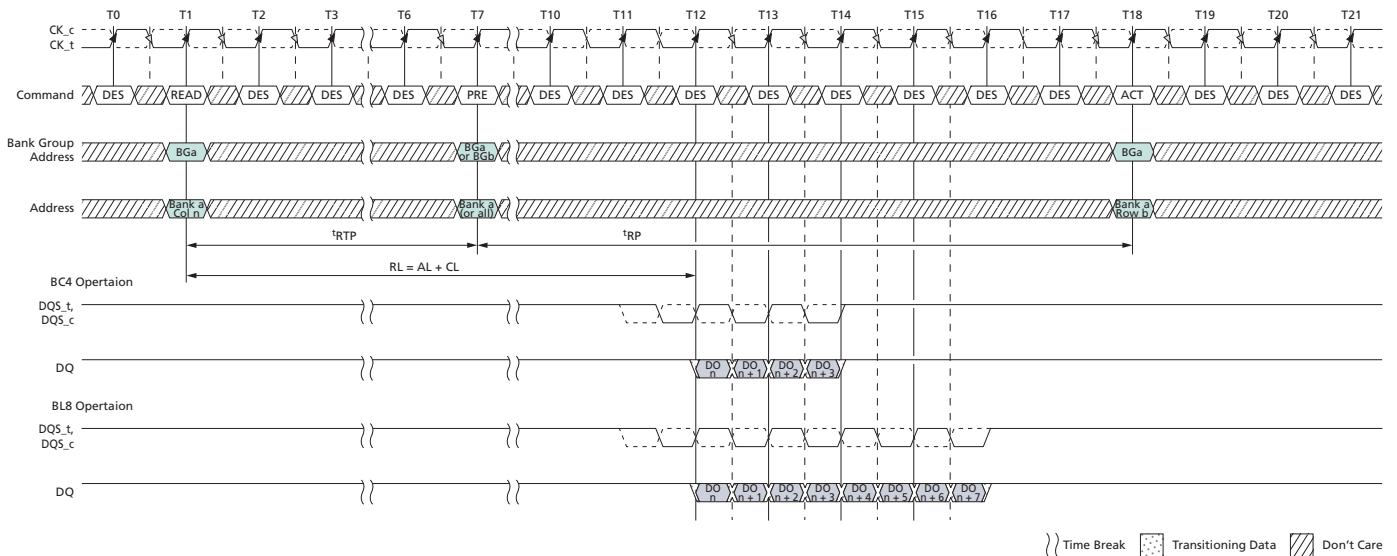 T0 T1 T2 T3 T6 T7 T10 T11 T12 T13 T14 T15 T16 T17 T18 T19 T20 T21
CK_c
CK_t
Command DES READ DES DES DES PRE DES DES DES DES DES DES DES DES ACT DES DES DES
Bank Group
Address
BGa
BGa
or BGb
BGa
Address
Bank a
Col n
Bank a
(or all)
Bank a
Row b
tRTP tRP
RL = AL + CL
BC4 Opertaion
DQS_t,
DQS_c
DQ
DO
n
DO
n + 1
DO
n + 2
DO
n + 3
BL8 Opertaion
DQS_t,
DQS_c
DQ
DO
n
DO
n + 1
DO
n + 2
DO
n + 3
DO
n + 4
DO
n + 5
DO
n + 6
DO
n + 7
Time Break Transitioning Data Don't Care